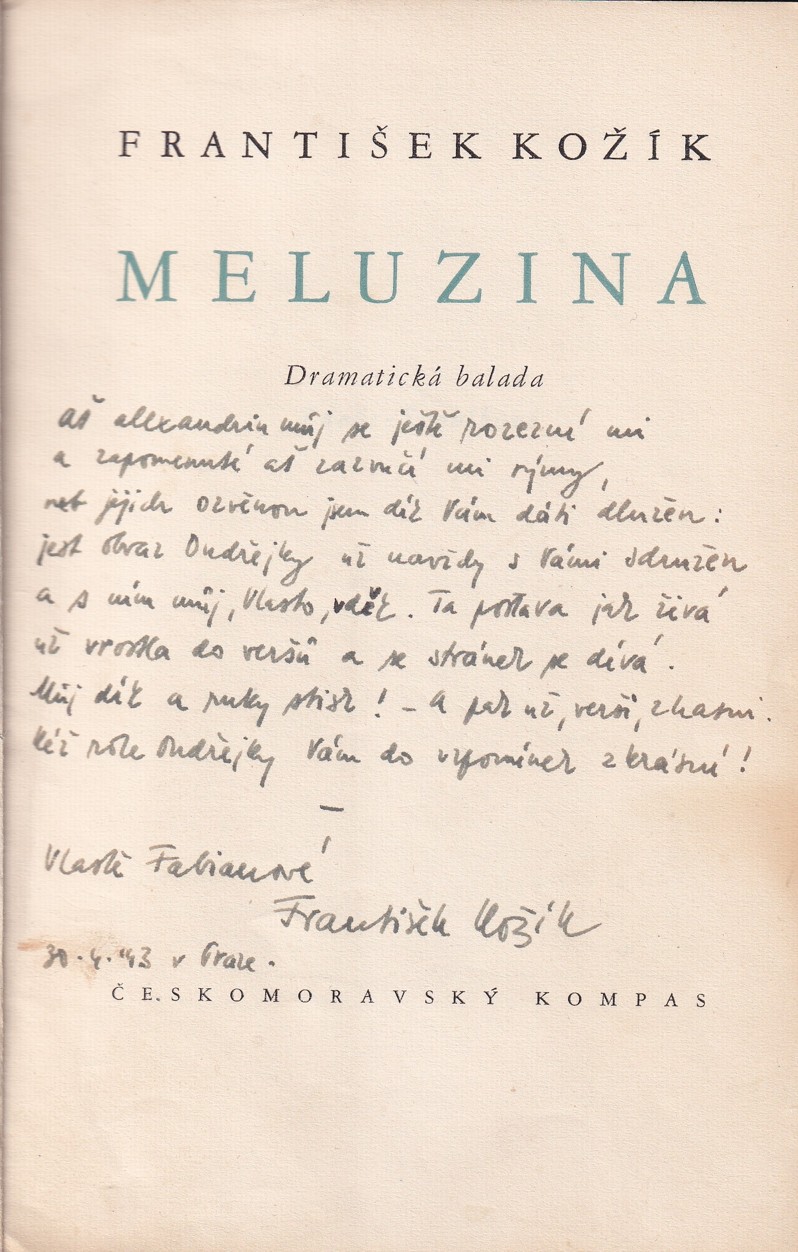 FRANTIŠEK KOŽÍK
MELUZINA
Dramatická balada
ať alexandrin můj se ještě rozezní mi
a zapomenuté ať zazvučí mi rýmy,
neb jejich ozvěnou jsem dík Vám dáti dlužen:
jest obraz Ondřejky už navždy s Vámi sdružen
a s ním můj, Vlasto, vděk. Ta postava jak živá
už vrostla do veršů a se stránek se dívá.
Můj dík a ruky stisk! – A pak už, verši, zhasni.
Kéž role Ondřejky Vám do vzpomínek zkrásní!
–
Vlastě Fabianové
František Kožík
30.4.'43 v Praze.
ČESKOMORAVSKÝ KOMPAS